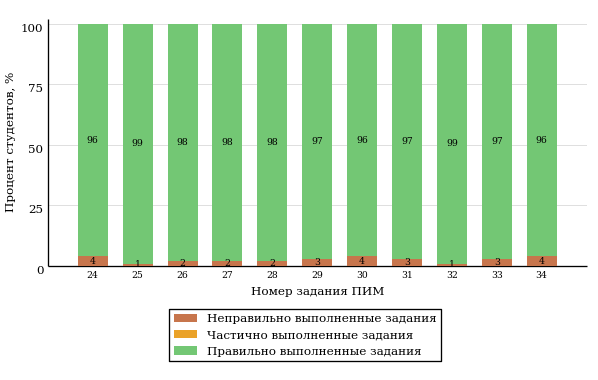 100
75
50
25
0
Процент студентов, %
96 99 98 98 98 97 96 97 99 97 96
4 1 2 2 2 3 4 3 1 3 4
24 25 26 27 28 29 30 31 32 33 34
Номер задания ПИМ
Неправильно выполненные задания
Частично выполненные задания
Правильно выполненные задания